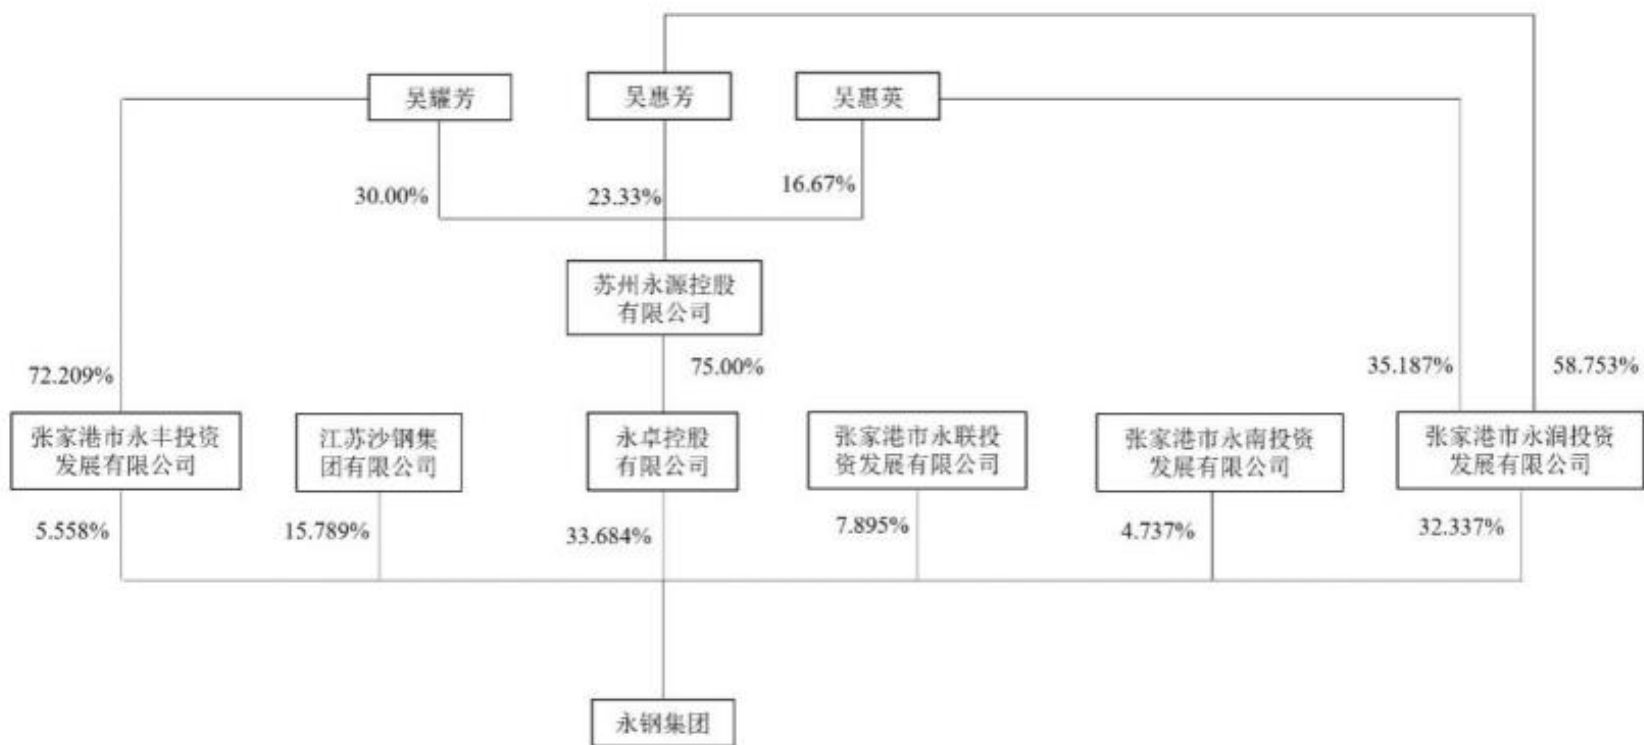 吴耀芳
吴惠芳
吴惠英
30.00%
23.33%
16.67%
苏州永源控股
有限公司
72.209%
75.00%
35.187%
58.753%
张家港市永丰投资
发展有限公司
江苏沙钢集
团有限公司
永卓控股
有限公司
张家港市永联投
资发展有限公司
张家港市永南投资
发展有限公司
张家港市永润投资
发展有限公司
5.558%
15.789%
33.684%
7.895%
4.737%
32.337%
永钢集团